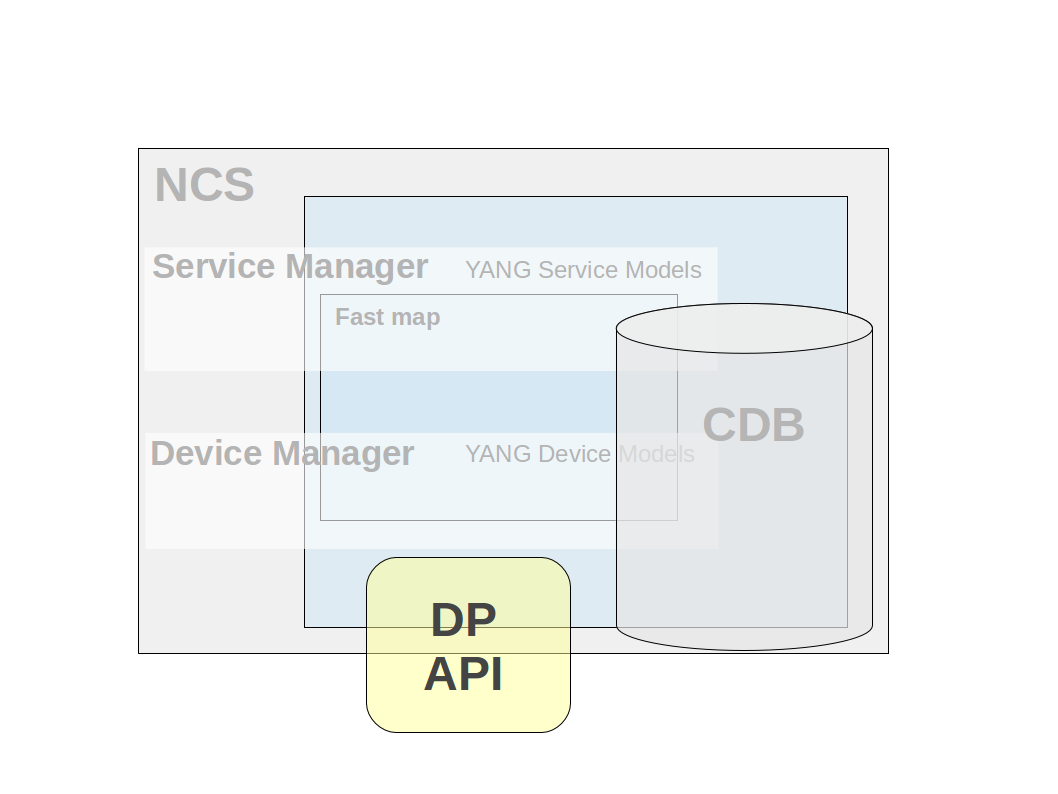 NCS
Service Manager
YANG Service Models
Fast map
CDB
Device Manager
YANG Device Models
DP
API